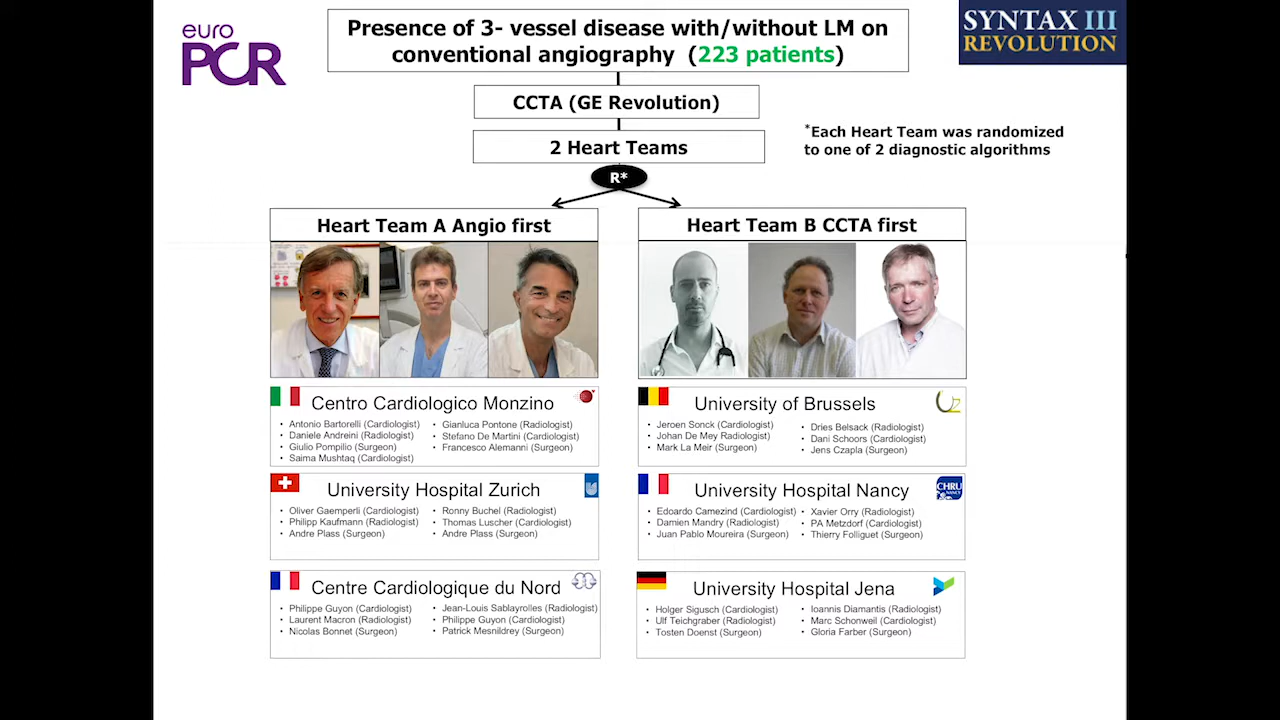 euro
PCR
Presence of 3- vessel disease with/without LM on
conventional angiography (223 patients)
SYNTAX III
REVOLUTION
CCTA (GE Revolution)
2 Heart Teams
*Each Heart Team was randomized
to one of 2 diagnostic algorithms
R*
Heart Team A Angio first
Heart Team B CCTA first
Centro Cardiologico Monzino
• Antonio Bartorelli (Cardiologist)
• Daniele Andreini (Radiologist)
• Giulio Pompilio (Surgeon)
• Saima Mushtaq (Cardiologist)
• Gianluca Pontone (Radiologist)
• Stefano De Martini (Cardiologist)
• Francesco Alemanni (Surgeon)
University of Brussels
• Jeroen Sonck (Cardiologist)
• Johan De Mey Radiologist)
• Mark La Meir (Surgeon)
• Dries Belsack (Radiologist)
• Dani Schoors (Cardiologist)
• Jens Czapla (Surgeon)
University Hospital Zurich
• Oliver Gaemperli (Cardiologist)
• Philipp Kaufmann (Radiologist)
• Andre Plass (Surgeon)
• Ronny Buchel (Radiologist)
• Thomas Luscher (Cardiologist)
• Andre Plass (Surgeon)
University Hospital Nancy
CHRU
NANCY
• Edoardo Camezind (Cardiologist)
• Damien Mandry (Radiologist)
• Juan Pablo Moureira (Surgeon)
• Xavier Orry (Radiologist)
• PA Metzdorf (Cardiologist)
• Thierry Folliguet (Surgeon)
Centre Cardiologique du Nord
• Philippe Guyon (Cardiologist)
• Laurent Macron (Radiologist)
• Nicolas Bonnet (Surgeon)
• Jean-Louis Sablayrolles (Radiologist)
• Philippe Guyon (Cardiologist)
• Patrick Mesnildrey (Surgeon)
University Hospital Jena
• Holger Sigusch (Cardiologist)
• Ulf Teichgraber (Radiologist)
• Tosten Doenst (Surgeon)
• Ioannis Diamantis (Radiologist)
• Marc Schonweil (Cardiologist)
• Gloria Farber (Surgeon)